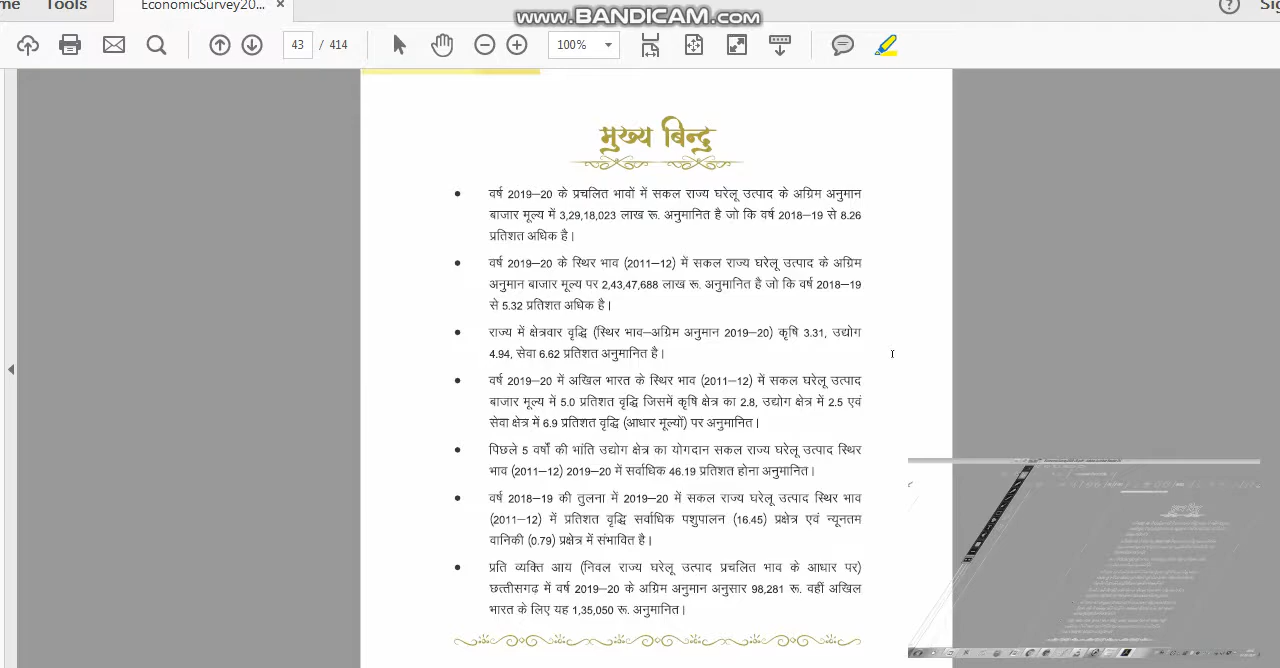 www.BANDICAM.com
Tools
EconomicSurvey20... ×
43 / 414
100%
मुख्य बिन्दु
• वर्ष 2019–20 के प्रचलित भावों में सकल राज्य घरेलू उत्पाद के अग्रिम अनुमान
बाजार मूल्य में 3,29,18,023 लाख रू. अनुमानित है जो कि वर्ष 2018–19 से 8.26
प्रतिशत अधिक है।
• वर्ष 2019–20 के स्थिर भाव (2011–12) में सकल राज्य घरेलू उत्पाद के अग्रिम
अनुमान बाजार मूल्य पर 2,43,47,688 लाख रू. अनुमानित है जो कि वर्ष 2018–19
से 5.32 प्रतिशत अधिक है।
• राज्य में क्षेत्रवार वृद्धि (स्थिर भाव–अग्रिम अनुमान 2019–20) कृषि 3.31, उद्योग
4.94, सेवा 6.62 प्रतिशत अनुमानित है।
• वर्ष 2019–20 में अखिल भारत के स्थिर भाव (2011–12) में सकल घरेलू उत्पाद
बाजार मूल्य में 5.0 प्रतिशत वृद्धि जिसमें कृषि क्षेत्र का 2.8, उद्योग क्षेत्र में 2.5 एवं
सेवा क्षेत्र में 6.9 प्रतिशत वृद्धि (आधार मूल्यों) पर अनुमानित।
• पिछले 5 वर्षों की भांति उद्योग क्षेत्र का योगदान सकल राज्य घरेलू उत्पाद स्थिर
भाव (2011–12) 2019–20 में सर्वाधिक 46.19 प्रतिशत होना अनुमानित।
• वर्ष 2018–19 की तुलना में 2019–20 में सकल राज्य घरेलू उत्पाद स्थिर भाव
(2011–12) में प्रतिशत वृद्धि सर्वाधिक पशुपालन (16.45) प्रक्षेत्र एवं न्यूनतम
वानिकी (0.79) प्रक्षेत्र में संभावित है।
• प्रति व्यक्ति आय (निवल राज्य घरेलू उत्पाद प्रचलित भाव के आधार पर)
छत्तीसगढ़ में वर्ष 2019–20 के अग्रिम अनुमान अनुसार 98,281 रू. वहीं अखिल
भारत के लिए यह 1,35,050 रू. अनुमानित।